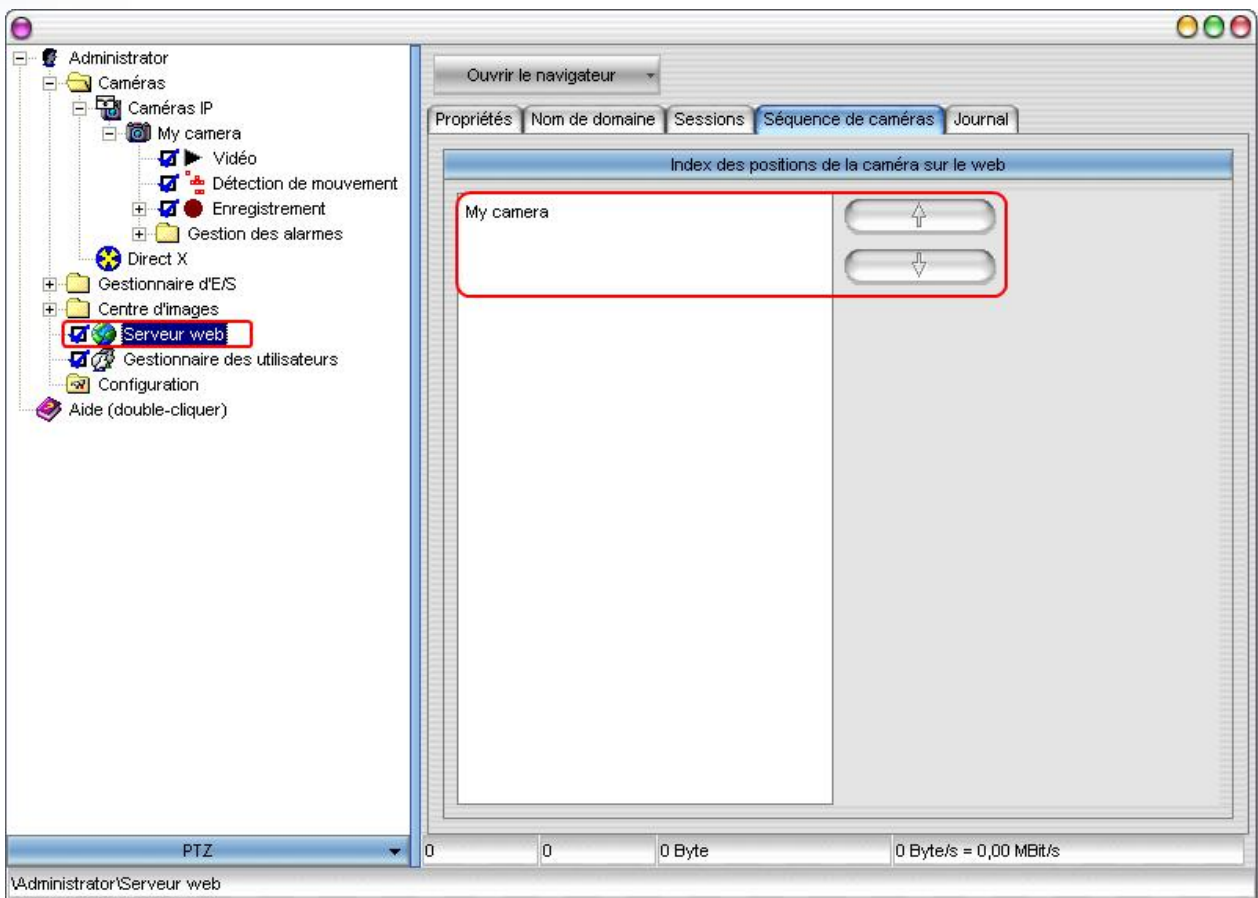 Administrator
Caméras
Caméras IP
My camera
Vidéo
Détection de mouvement
Enregistrement
Gestion des alarmes
Direct X
Gestionnaire d'E/S
Centre d'images
Serveur web
Gestionnaire des utilisateurs
Configuration
Aide (double-cliquer)
PTZ
Ouvrir le navigateur
Propriétés Nom de domaine Sessions Séquence de caméras Journal
Index des positions de la caméra sur le web
My camera
0 0 0 Byte 0 Byte/s = 0,00 MBit/s
\Administrator\Serveur web